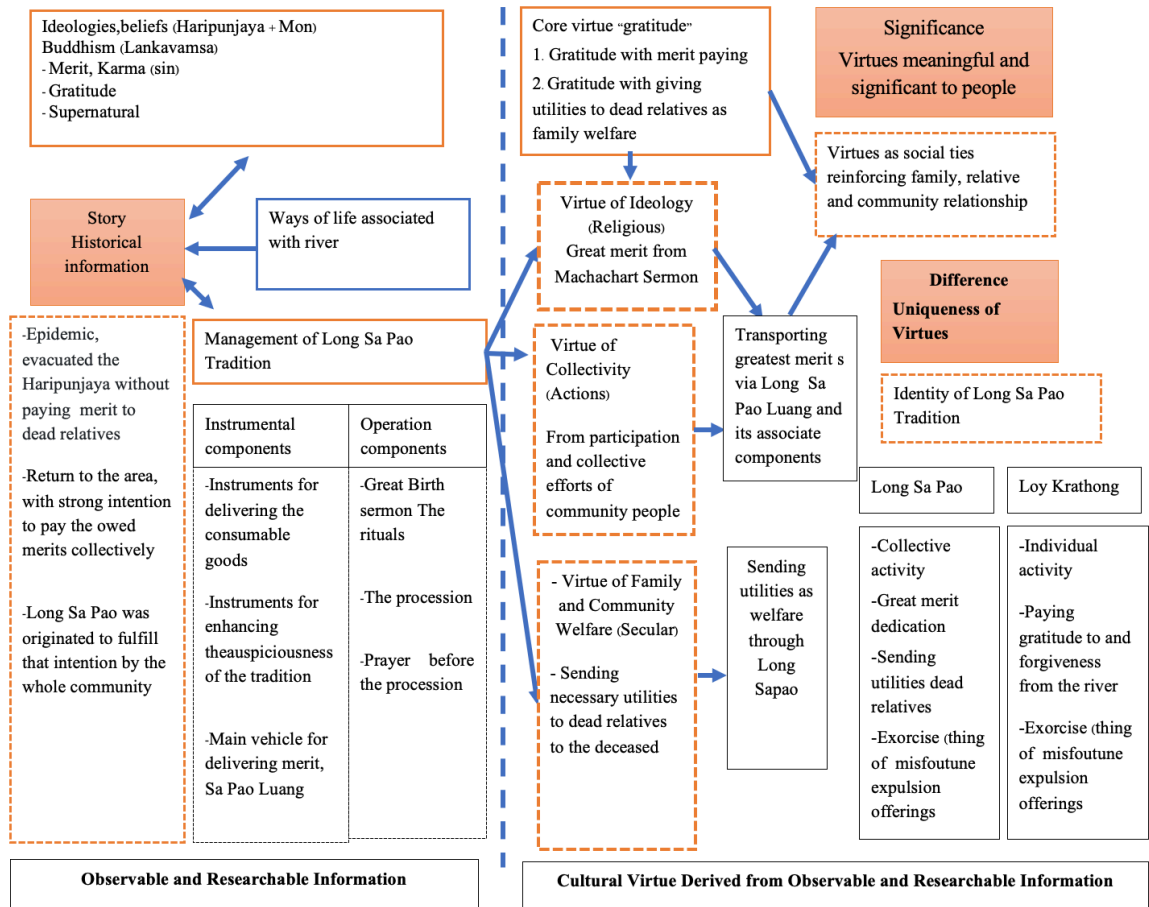 Ideologies,beliefs (Haripunjaya + Mon)
Buddhism (Lankavamsa)
- Merit, Karma (sin)
- Gratitude
- Supernatural
Story
Historical
information
Ways of life associated
with river
-Epidemic,
evacuated the
Haripunjaya without
paying merit to
dead relatives
-Return to the area,
with strong intention
to pay the owed
merits collectively
-Long Sa Pao was
originated to fulfill
that intention by the
whole community
Management of Long Sa Pao
Tradition
Instrumental
components
-Instruments for
delivering the
consumable
goods
-Instruments for
enhancing
theauspiciousness
of the tradition
-Main vehicle for
delivering merit,
Sa Pao Luang
Operation
components
-Great Birth
sermon The
rituals
-The procession
-Prayer before
the procession
Observable and Researchable Information
Core virtue “gratitude”
1. Gratitude with merit paying
2. Gratitude with giving
utilities to dead relatives as
family welfare
Virtue of Ideology
(Religious)
Great merit from
Machachart Sermon
Virtue of
Collectivity
(Actions)
From participation
and collective
efforts of
community people
- Virtue of Family
and Community
Welfare (Secular)
- Sending
necessary utilities
to dead relatives
to the deceased
Transporting
greatest merit s
via Long Sa
Pao Luang and
its associate
components
Sending
utilities as
welfare
through
Long
Sapao
Significance
Virtues meaningful and
significant to people
Virtues as social ties
reinforcing family, relative
and community relationship
Difference
Uniqueness of
Virtues
Identity of Long Sa Pao
Tradition
Long Sa Pao
-Collective
activity
-Great merit
dedication
-Sending
utilities dead
relatives
-Exorcise (thing
of misfoutune
expulsion
offerings
Loy Krathong
-Individual
activity
-Paying
gratitude to and
forgiveness
from the river
-Exorcise (thing
of misfoutune
expulsion
offerings
Cultural Virtue Derived from Observable and Researchable Information